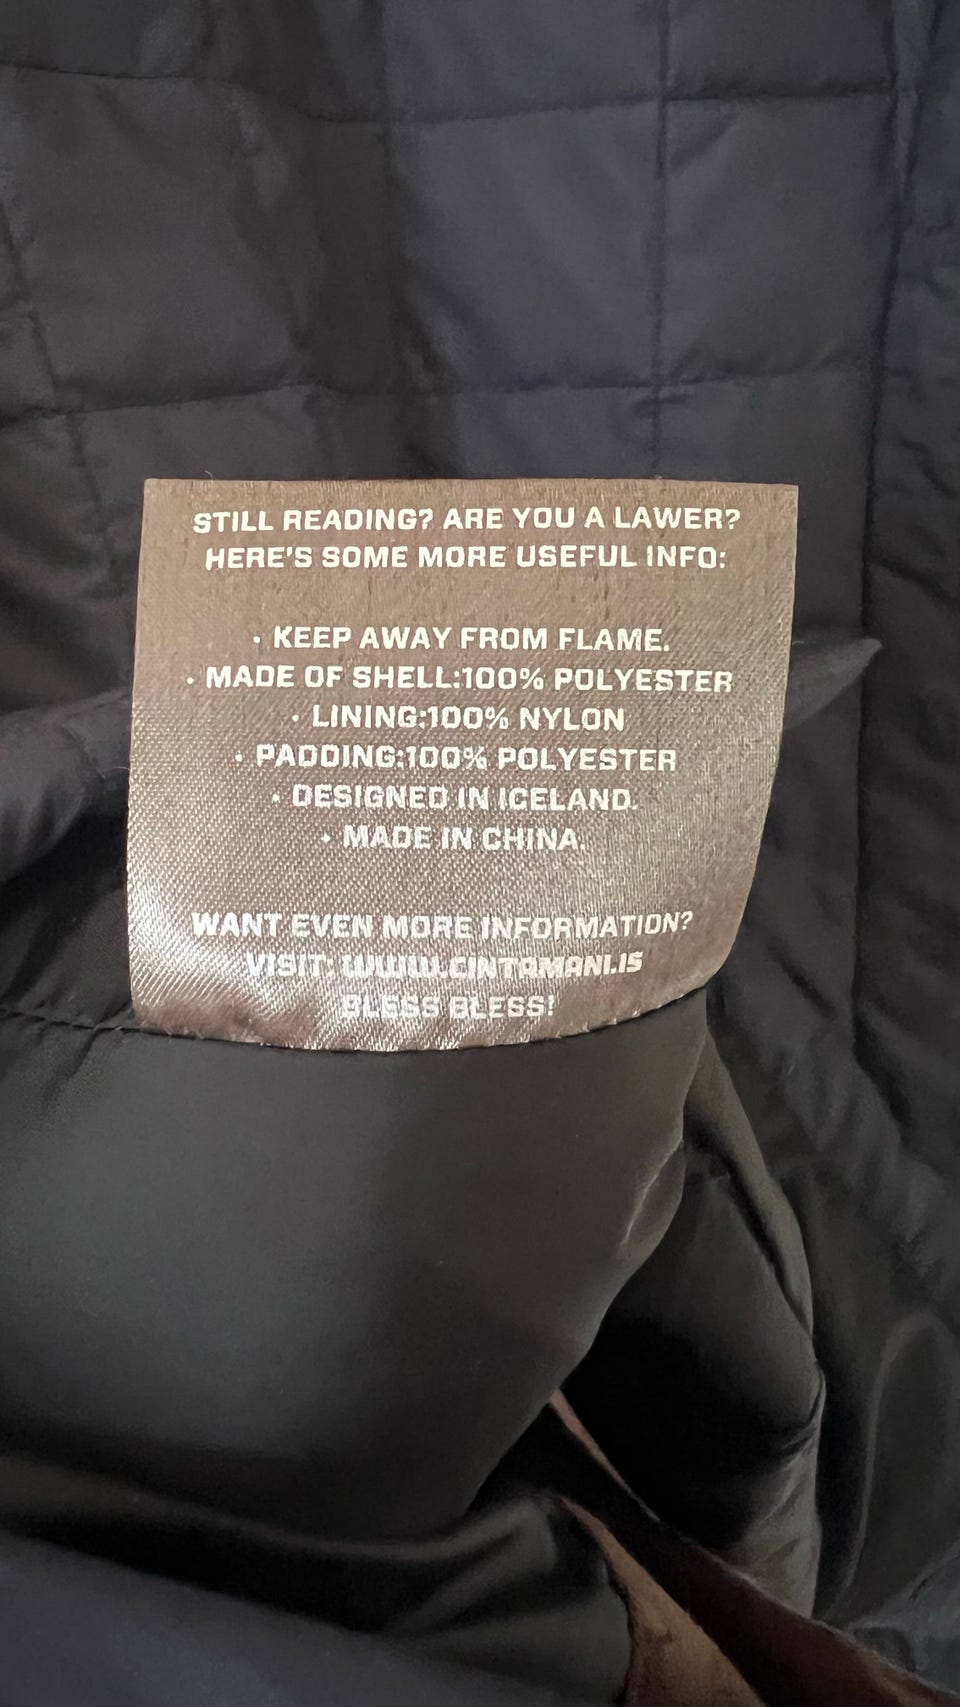 STILL READING? ARE YOU A LAWER?
HERE'S SOME MORE USEFUL INFO:
• KEEP AWAY FROM FLAME.
• MADE OF SHELL:100% POLYESTER
• LINING:100% NYLON
• PADDING:100% POLYESTER
• DESIGNED IN ICELAND.
• MADE IN CHINA.
WANT EVEN MORE INFORMATION?
VISIT: WWW.CINTAMANI.IS
BLESS BLESS!